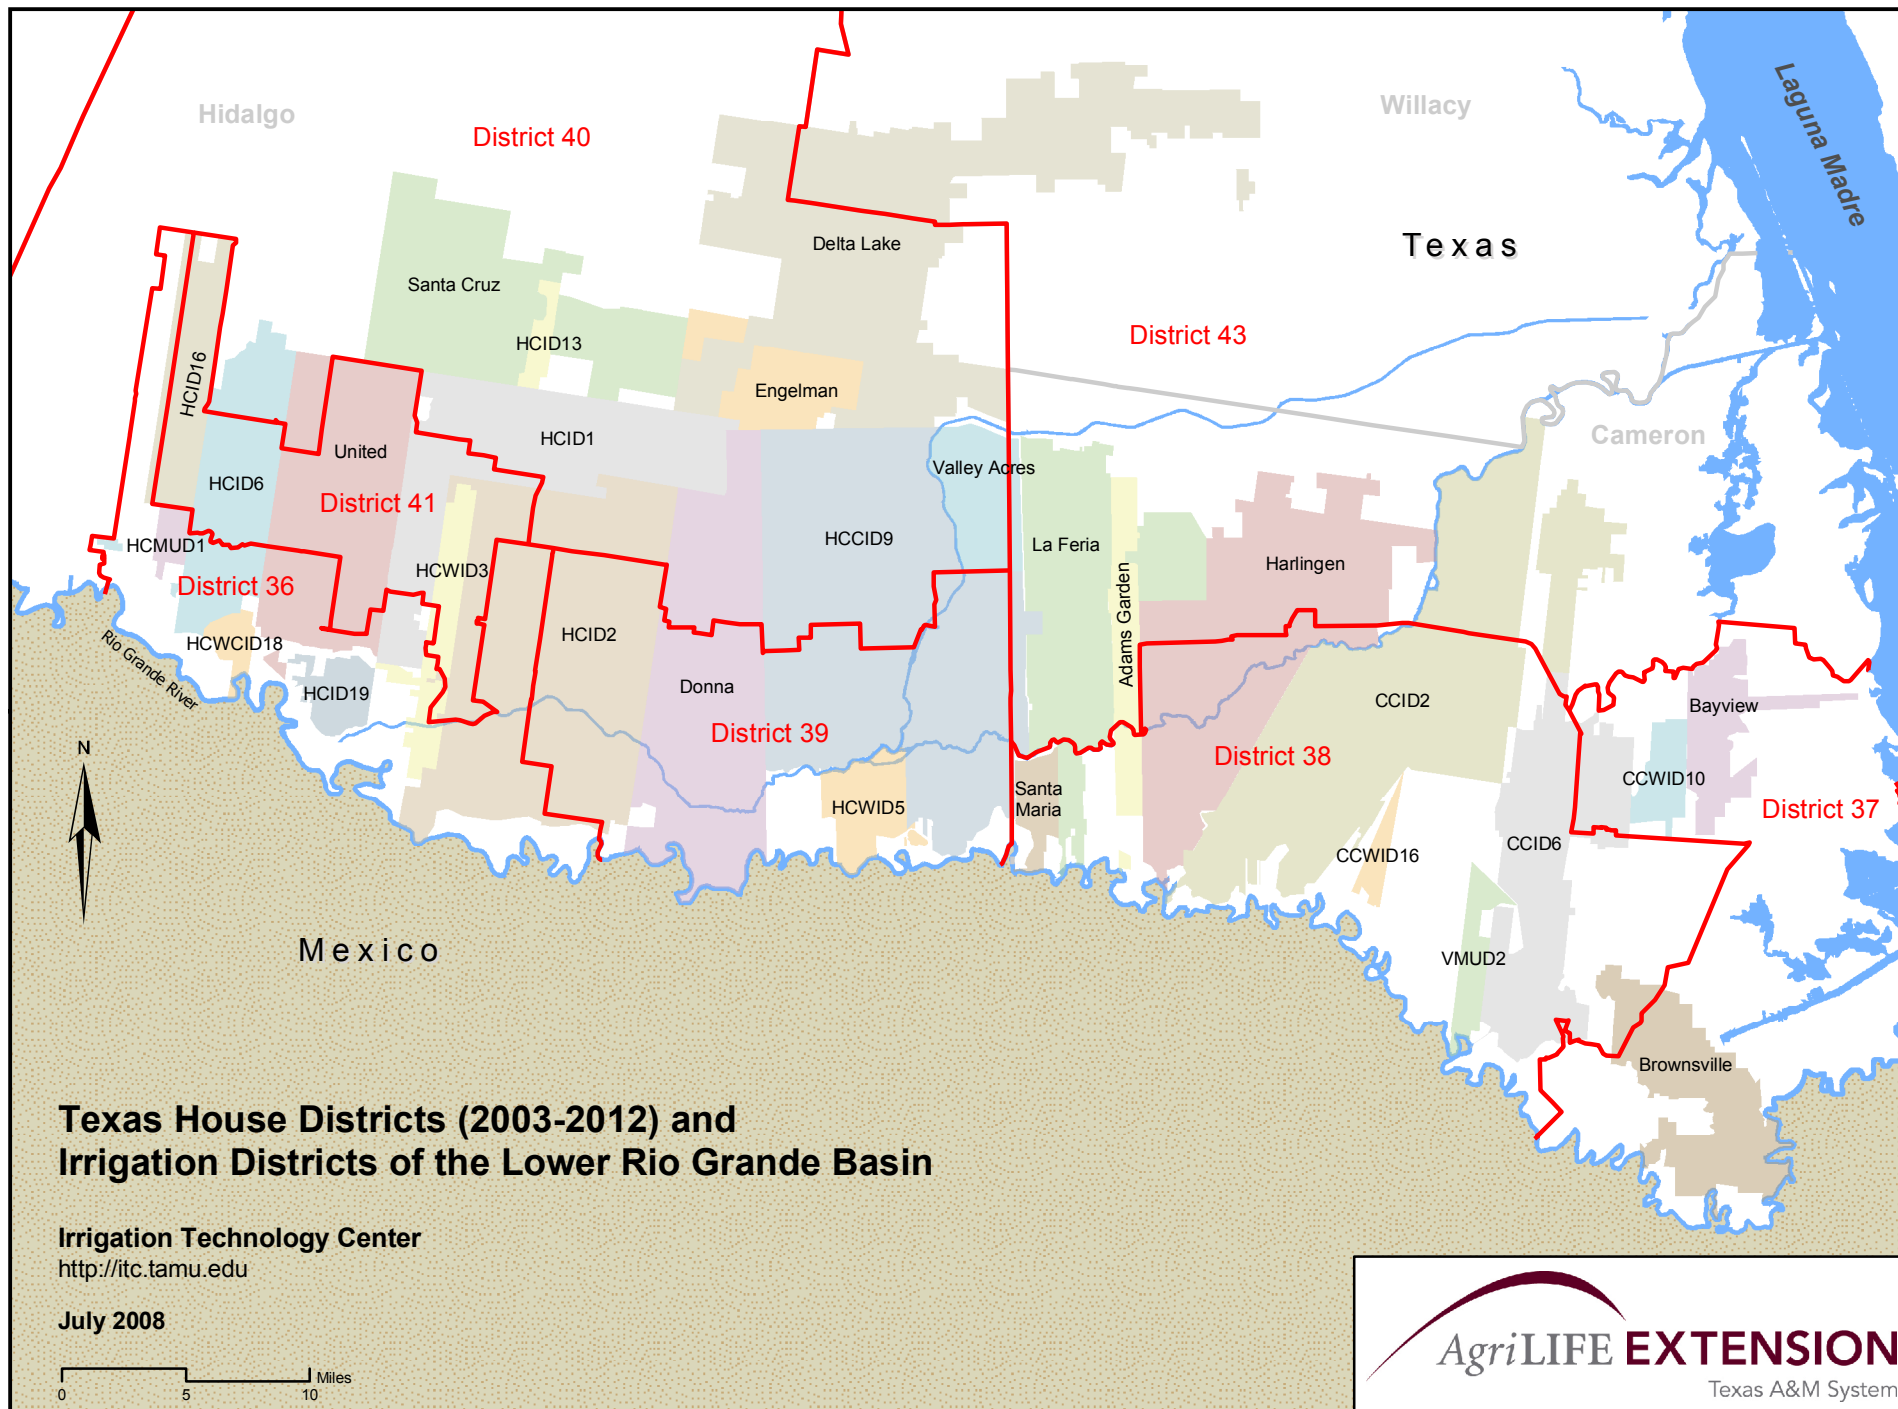 Hidalgo
Willacy
Laguna Madre
District 40
Delta Lake
Texas
Santa Cruz
District 43
HCID13
HCID16
Engelman
Cameron
HCID1
United
Valley Acres
HCID6
District 41
HCMUD1
HCCID9
La Feria
Harlingen
HCWID3
District 36
Adams Garden
HCID2
HCWCID18
Rio Grande River
HCID19
Donna
CCID2
Bayview
District 39
District 38
CCWID10
N
Santa
Maria
HCWID5
District 37
CCID6
CCWID16
Mexico
VMUD2
Brownsville
Texas House Districts (2003-2012) and
Irrigation Districts of the Lower Rio Grande Basin
Irrigation Technology Center
http://itc.tamu.edu
July 2008
Miles
0 5 10
AgriLIFE EXTENSION
Texas A&M System